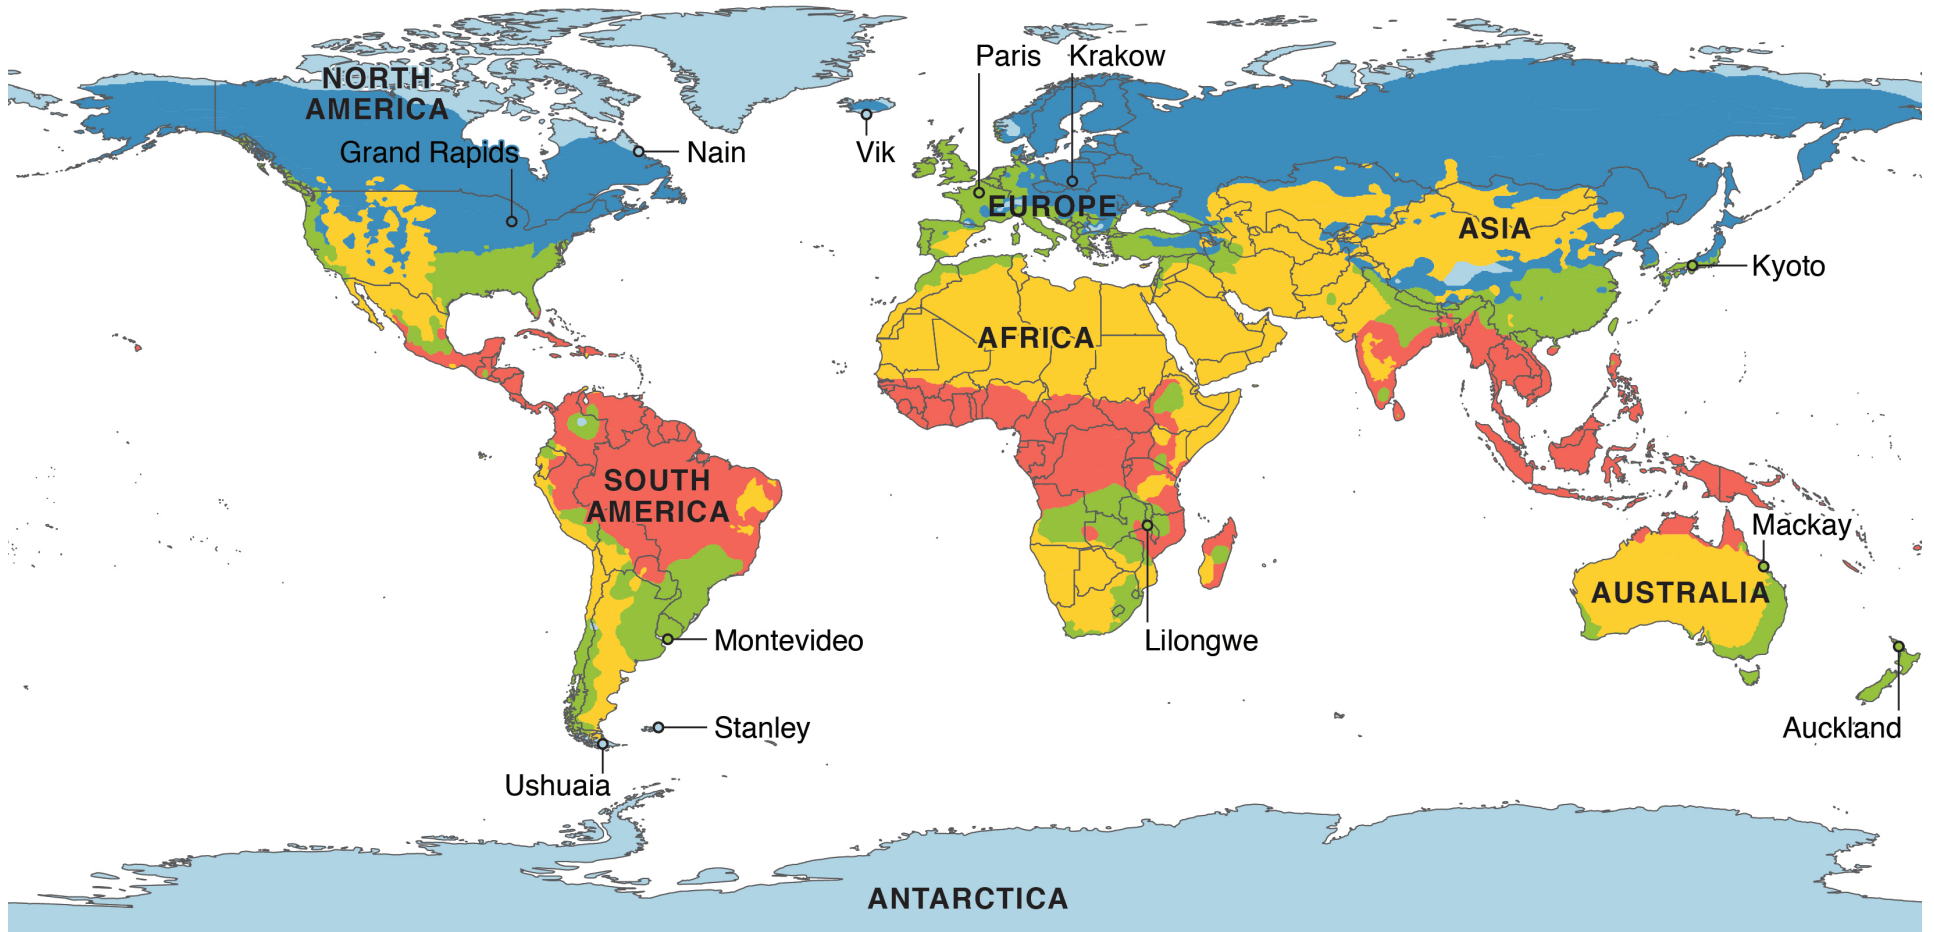 Paris
Krakow
NORTH
AMERICA
Grand Rapids
Nain
Vik
EUROPE
ASIA
Kyoto
AFRICA
SOUTH
AMERICA
Mackay
AUSTRALIA
Montevideo
Lilongwe
Stanley
Auckland
Ushuaia
ANTARCTICA